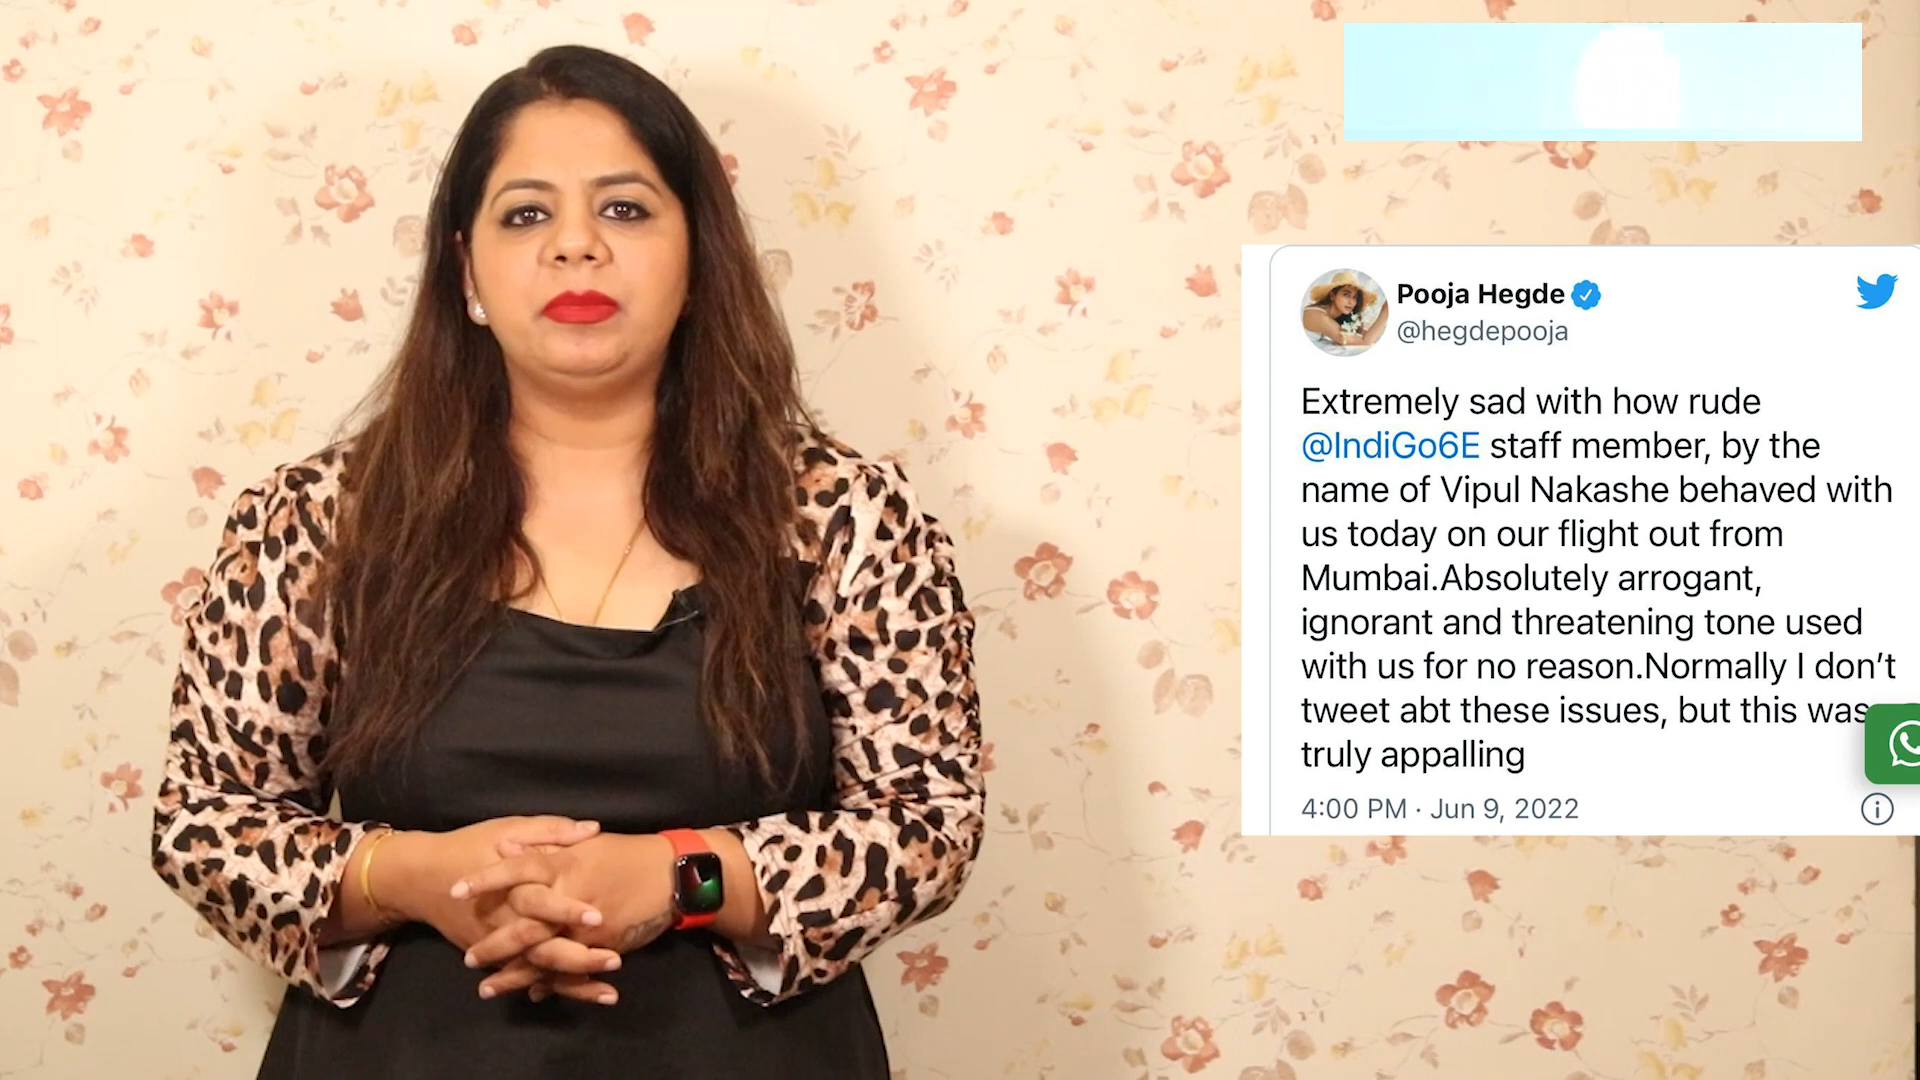 Pooja Hegde
@hegdepooja
Extremely sad with how rude
@IndiGo6E staff member, by the
name of Vipul Nakashe behaved with
us today on our flight out from
Mumbai.Absolutely arrogant,
ignorant and threatening tone used
with us for no reason.Normally I don’t
tweet abt these issues, but this was
truly appalling
4:00 PM · Jun 9, 2022